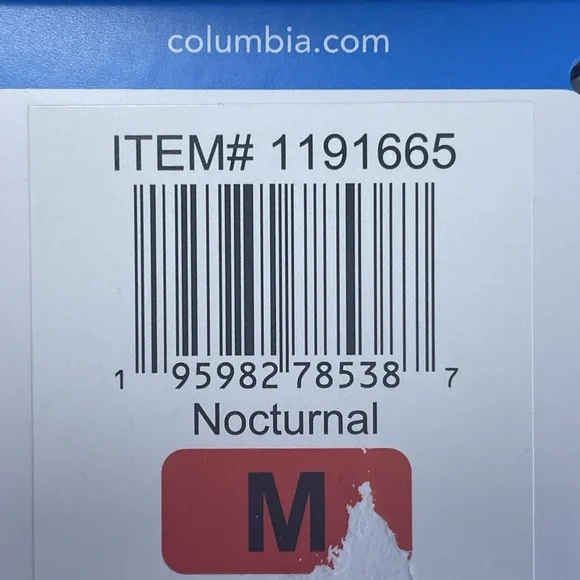 columbia.com
ITEM# 1191665
1 95982 78538 7
Nocturnal
M